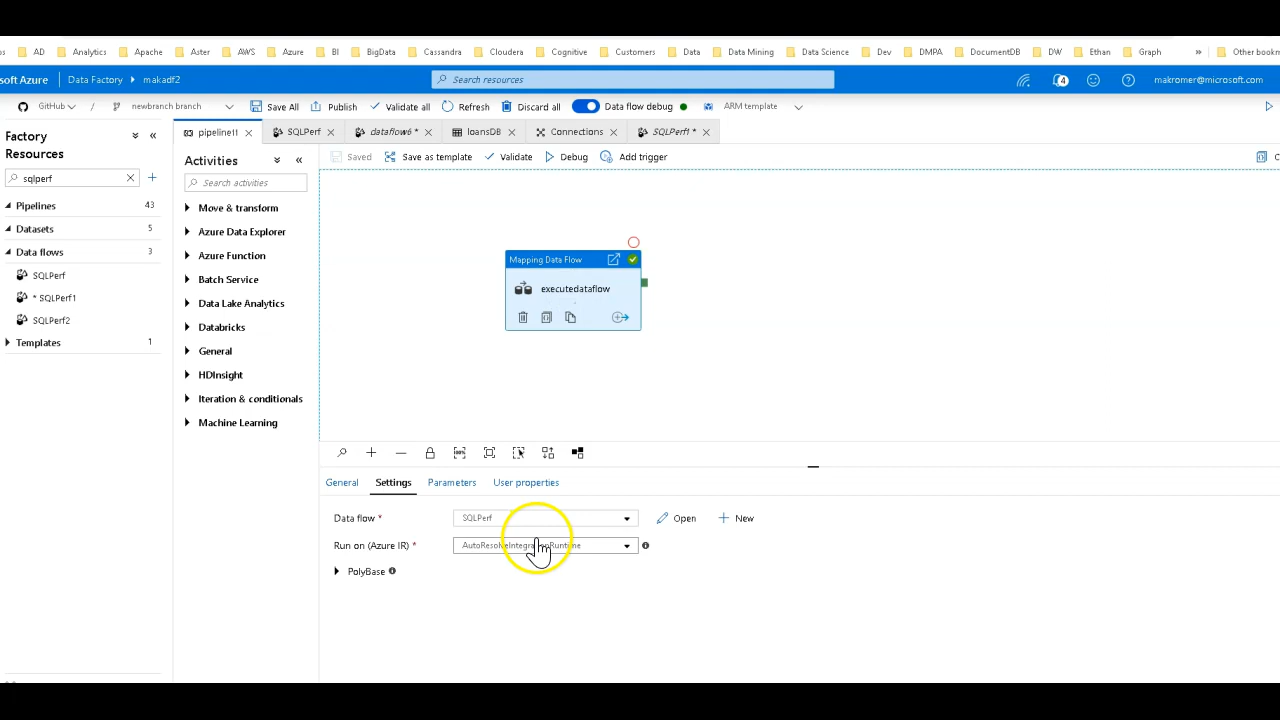 os AD Analytics Apache Aster AWS Azure BI BigData Cassandra Cloudera Cognitive Customers Data Data Mining Data Science Dev DMPA DocumentDB DW Ethan Graph » Other bookm
osoft Azure Data Factory makadf2 Search resources 4 makromer@microsoft.com
GitHub / newbranch branch Save All Publish Validate all Refresh Discard all Data flow debug ARM template
Factory Resources
sqlperf
Pipelines 43
Datasets 5
Data flows 3
SQLPerf
* SQLPerf1
SQLPerf2
Templates 1
pipeline11 SQLPerf dataflow6 * loansDB Connections SQLPerf1 *
Activities
Search activities
Move & transform
Azure Data Explorer
Azure Function
Batch Service
Data Lake Analytics
Databricks
General
HDInsight
Iteration & conditionals
Machine Learning
Saved Save as template Validate Debug Add trigger C
Mapping Data Flow
executedataflow
General Settings Parameters User properties
Data flow * SQLPerf Open New
Run on (Azure IR) * AutoResolveIntegrationRuntime
PolyBase